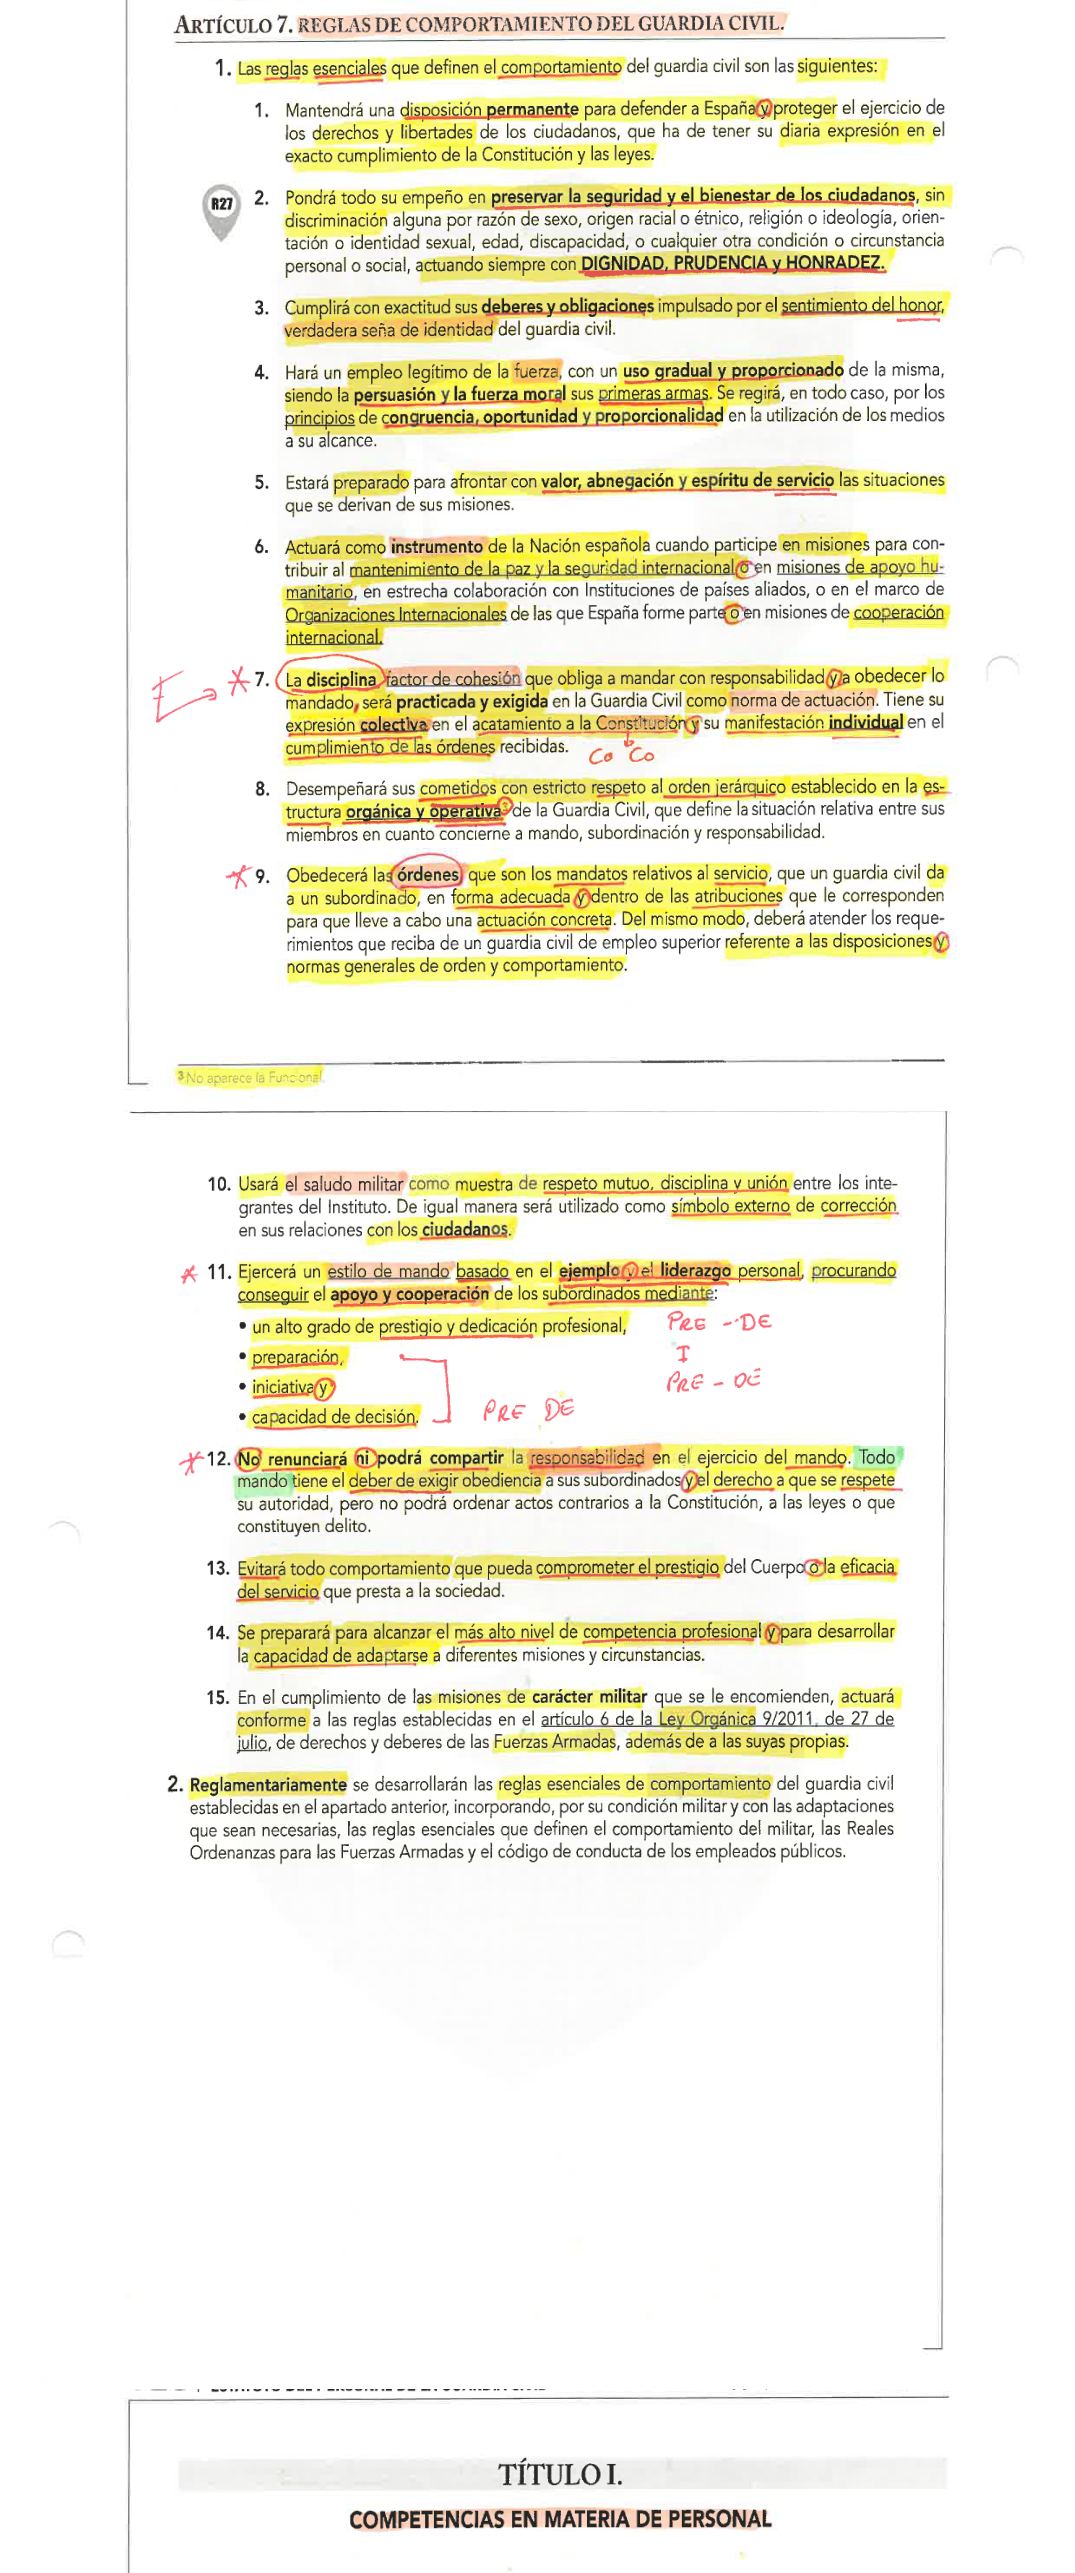 ARTÍCULO 7. REGLAS DE COMPORTAMIENTO DEL GUARDIA CIVIL.
1. Las reglas esenciales que definen el comportamiento del guardia civil son las siguientes:
1. Mantendrá una disposición permanente para defender a España y proteger el ejercicio de
los derechos y libertades de los ciudadanos, que ha de tener su diaria expresión en el
exacto cumplimiento de la Constitución y las leyes.
R27
2. Pondrá todo su empeño en preservar la seguridad y el bienestar de los ciudadanos, sin
discriminación alguna por razón de sexo, origen racial o étnico, religión o ideología, orien-
tación o identidad sexual, edad, discapacidad, o cualquier otra condición o circunstancia
personal o social, actuando siempre con DIGNIDAD, PRUDENCIA y HONRADEZ.
3. Cumplirá con exactitud sus deberes y obligaciones impulsado por el sentimiento del honor,
verdadera seña de identidad del guardia civil.
4. Hará un empleo legítimo de la fuerza, con un uso gradual y proporcionado de la misma,
siendo la persuasión y la fuerza moral sus primeras armas. Se regirá, en todo caso, por los
principios de congruencia, oportunidad y proporcionalidad en la utilización de los medios
a su alcance.
5. Estará preparado para afrontar con valor, abnegación y espíritu de servicio las situaciones
que se derivan de sus misiones.
6. Actuará como instrumento de la Nación española cuando participe en misiones para con-
tribuir al mantenimiento de la paz y la seguridad internacional o en misiones de apoyo hu-
manitario, en estrecha colaboración con Instituciones de países aliados, o en el marco de
Organizaciones Internacionales de las que España forme parte o en misiones de cooperación
internacional.
7. La disciplina factor de cohesión que obliga a mandar con responsabilidad y a obedecer lo
mandado, será practicada y exigida en la Guardia Civil como norma de actuación. Tiene su
expresión colectiva en el acatamiento a la Constitución y su manifestación individual en el
cumplimiento de las órdenes recibidas.
Co Co
8. Desempeñará sus cometidos con estricto respeto al orden jerárquico establecido en la es-
tructura orgánica y operativa³ de la Guardia Civil, que define la situación relativa entre sus
miembros en cuanto concierne a mando, subordinación y responsabilidad.
9. Obedecerá las órdenes, que son los mandatos relativos al servicio, que un guardia civil da
a un subordinado, en forma adecuada y dentro de las atribuciones que le corresponden
para que lleve a cabo una actuación concreta. Del mismo modo, deberá atender los reque-
rimientos que reciba de un guardia civil de empleo superior referente a las disposiciones y
normas generales de orden y comportamiento.
³ No aparece la Funcional.
10. Usará el saludo militar como muestra de respeto mutuo, disciplina y unión entre los inte-
grantes del Instituto. De igual manera será utilizado como símbolo externo de corrección
en sus relaciones con los ciudadanos.
11. Ejercerá un estilo de mando basado en el ejemplo y el liderazgo personal, procurando
conseguir el apoyo y cooperación de los subordinados mediante:
• un alto grado de prestigio y dedicación profesional,
PRE - DE
• preparación,
I
• iniciativa y
PRE - DE
• capacidad de decisión.
PRE DE
12. No renunciará ni podrá compartir la responsabilidad en el ejercicio del mando. Todo
mando tiene el deber de exigir obediencia a sus subordinados y el derecho a que se respete
su autoridad, pero no podrá ordenar actos contrarios a la Constitución, a las leyes o que
constituyen delito.
13. Evitará todo comportamiento que pueda comprometer el prestigio del Cuerpo o la eficacia
del servicio que presta a la sociedad.
14. Se preparará para alcanzar el más alto nivel de competencia profesional y para desarrollar
la capacidad de adaptarse a diferentes misiones y circunstancias.
15. En el cumplimiento de las misiones de carácter militar que se le encomienden, actuará
conforme a las reglas establecidas en el artículo 6 de la Ley Orgánica 9/2011, de 27 de
julio, de derechos y deberes de las Fuerzas Armadas, además de a las suyas propias.
2. Reglamentariamente se desarrollarán las reglas esenciales de comportamiento del guardia civil
establecidas en el apartado anterior, incorporando, por su condición militar y con las adaptaciones
que sean necesarias, las reglas esenciales que definen el comportamiento del militar, las Reales
Ordenanzas para las Fuerzas Armadas y el código de conducta de los empleados públicos.
TÍTULO I.
COMPETENCIAS EN MATERIA DE PERSONAL